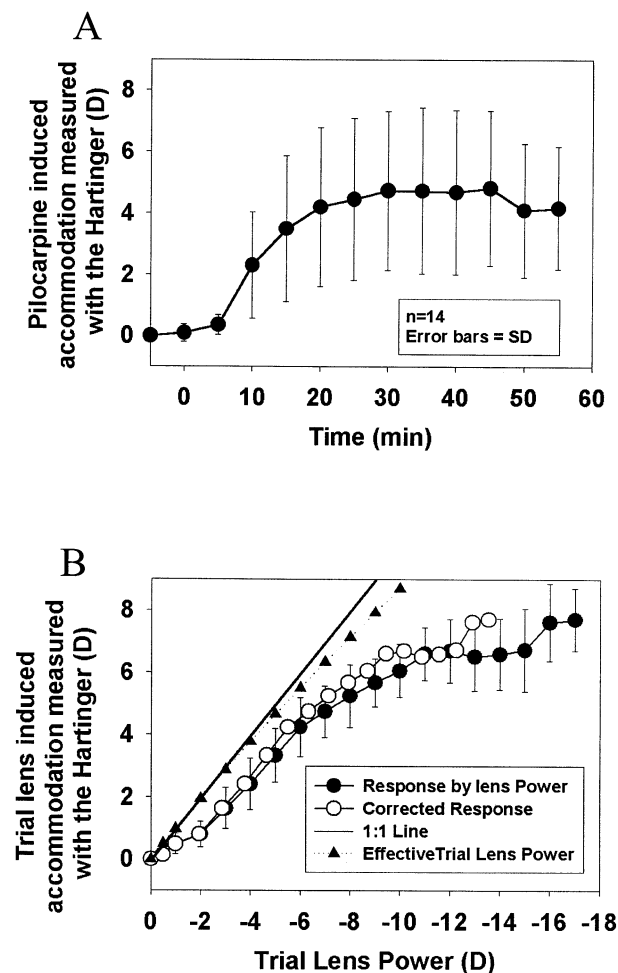 A
Pilocarpine induced
accommodation measured
with the Hartinger (D)
8
6
4
2
0
n=14
Error bars = SD
0 10 20 30 40 50 60
Time (min)
B
Trial lens induced
accommodation measured
with the Hartinger (D)
8
6
4
2
0
Response by lens Power
Corrected Response
1:1 Line
EffectiveTrial Lens Power
0 -2 -4 -6 -8 -10 -12 -14 -16 -18
Trial Lens Power (D)